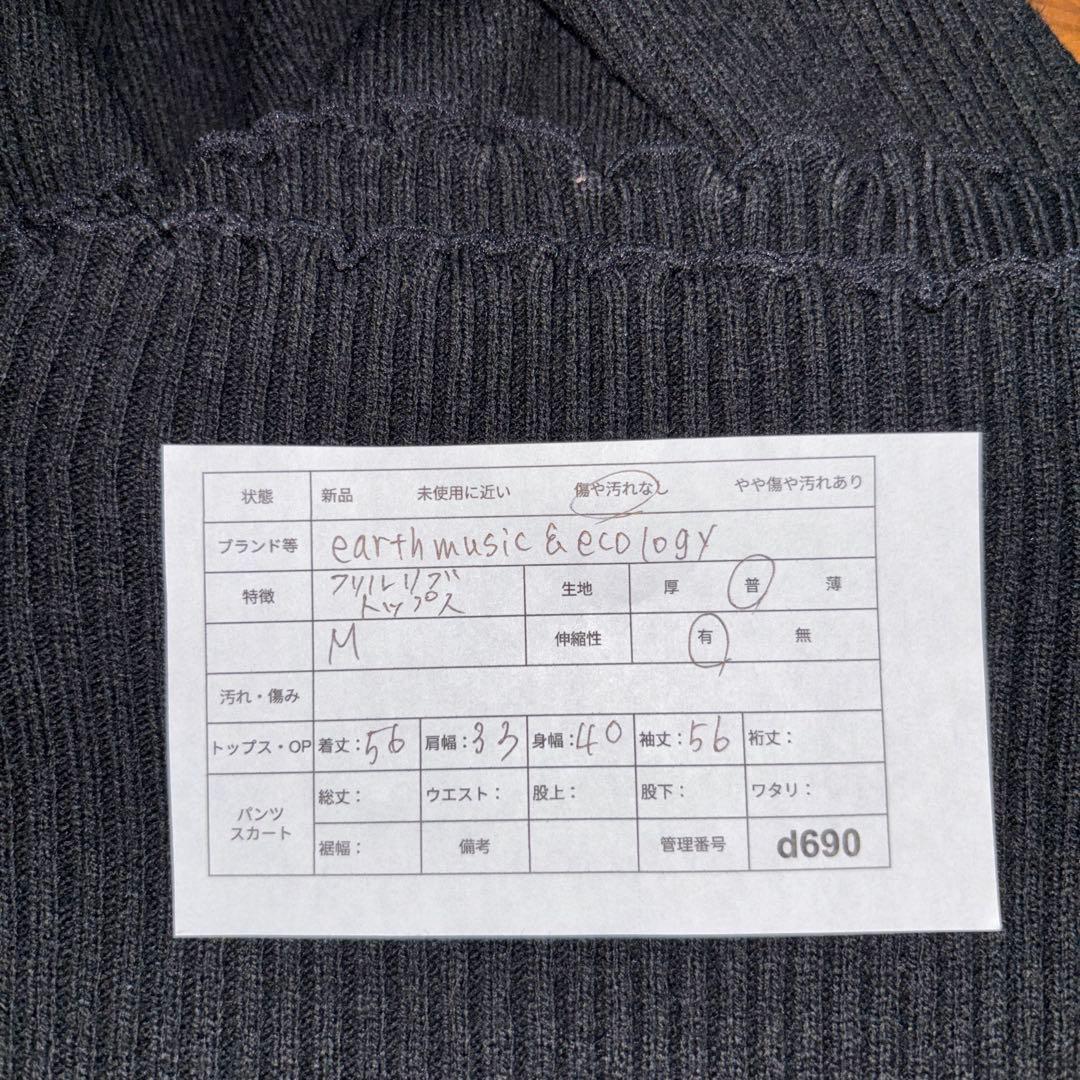 状態 新品 未使用に近い 傷や汚れなし やや傷や汚れあり
ブランド等 earth music & ecology
特徴 フリルリブ 生地 厚 普 薄
トップス
M 伸縮性 有 無
汚れ・傷み
トップス・OP 着丈:56 肩幅:33 身幅:40 袖丈:56 裄丈:
パンツ
スカート
総丈: ウエスト: 股上: 股下: ワタリ:
裾幅: 備考 管理番号 d690